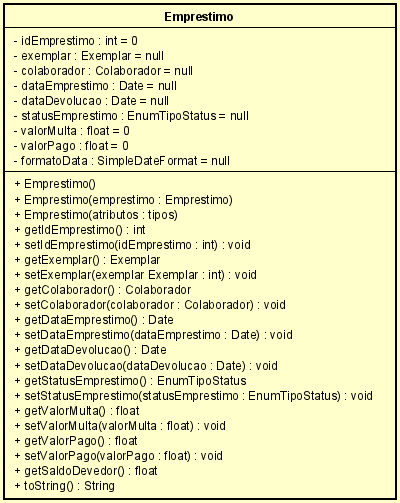 Emprestimo
- idEmprestimo : int = 0
- exemplar : Exemplar = null
- colaborador : Colaborador = null
- dataEmprestimo : Date = null
- dataDevolucao : Date = null
- statusEmprestimo : EnumTipoStatus = null
- valorMulta : float = 0
- valorPago : float = 0
- formatoData : SimpleDateFormat = null
+ Emprestimo()
+ Emprestimo(emprestimo : Emprestimo)
+ Emprestimo(atributos : tipos)
+ getIdEmprestimo() : int
+ setIdEmprestimo(idEmprestimo : int) : void
+ getExemplar() : Exemplar
+ setExemplar(exemplar Exemplar : int) : void
+ getColaborador() : Colaborador
+ setColaborador(colaborador : Colaborador) : void
+ getDataEmprestimo() : Date
+ setDataEmprestimo(dataEmprestimo : Date) : void
+ getDataDevolucao() : Date
+ setDataDevolucao(dataDevolucao : Date) : void
+ getStatusEmprestimo() : EnumTipoStatus
+ setStatusEmprestimo(statusEmprestimo : EnumTipoStatus) : void
+ getValorMulta() : float
+ setValorMulta(valorMulta : float) : void
+ getValorPago() : float
+ setValorPago(valorPago : float) : void
+ getSaldoDevedor() : float
+ toString() : String